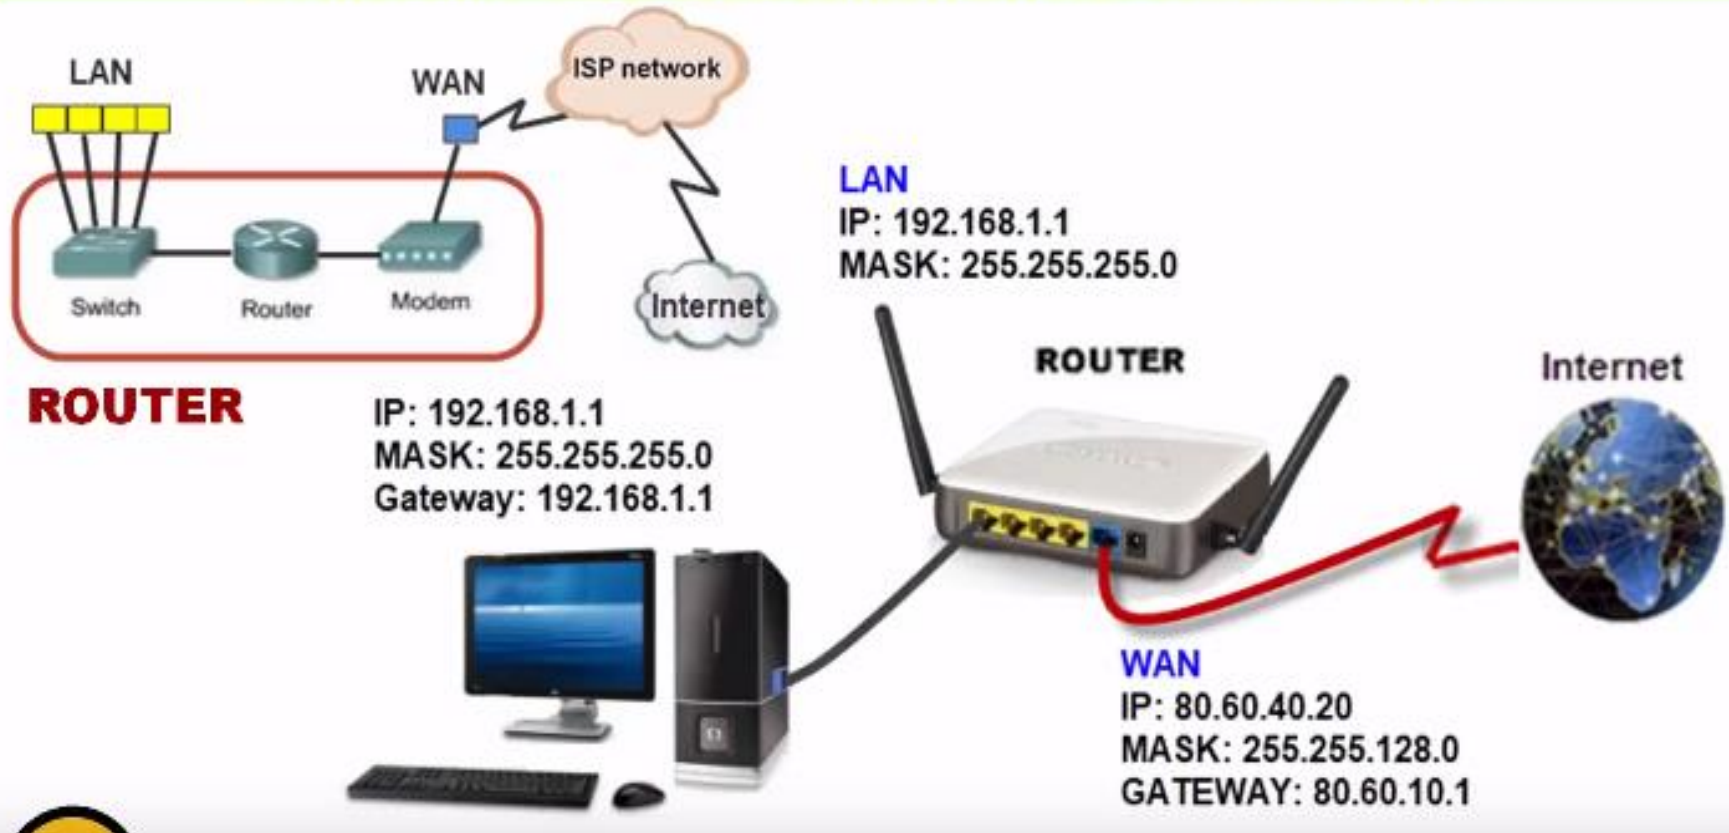 LAN
WAN
ISP network
Internet
Switch
Router
Modem
ROUTER
IP: 192.168.1.1
MASK: 255.255.255.0
Gateway: 192.168.1.1
LAN
IP: 192.168.1.1
MASK: 255.255.255.0
ROUTER
Internet
WAN
IP: 80.60.40.20
MASK: 255.255.128.0
GATEWAY: 80.60.10.1